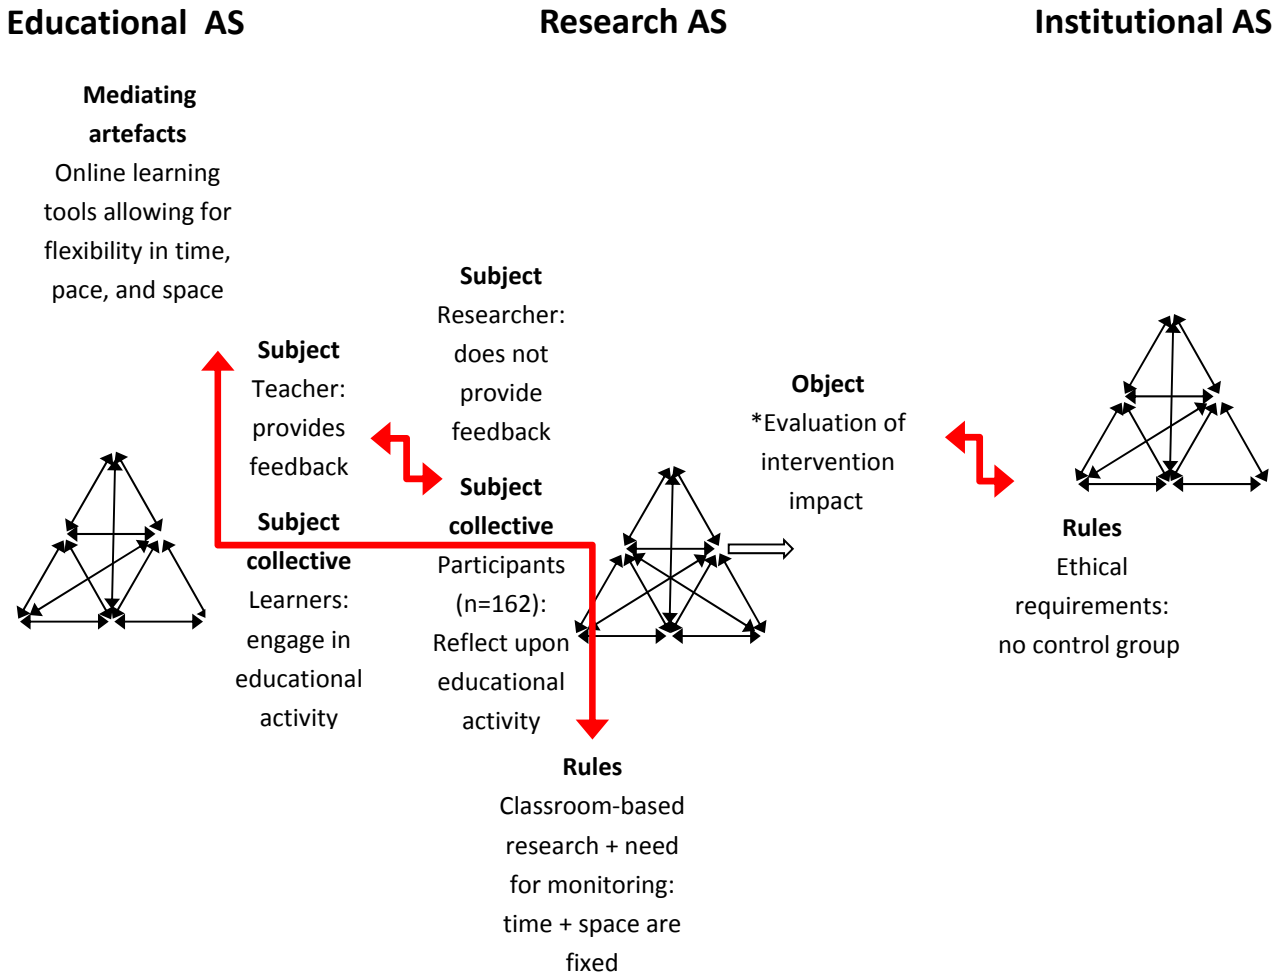 Educational  AS
Research AS
Institutional AS
Mediating
artefacts
Online learning
tools allowing for
flexibility in time,
pace, and space
Subject
Teacher:
provides
feedback
Subject
collective
Learners:
engage in
educational
activity
Subject
Researcher:
does not
provide
feedback
Subject
collective
Participants
(n=162):
Reflect upon
educational
activity
Rules
Classroom-based
research + need
for monitoring:
time + space are
fixed
Object
*Evaluation of
intervention
impact
Rules
Ethical
requirements:
no control group